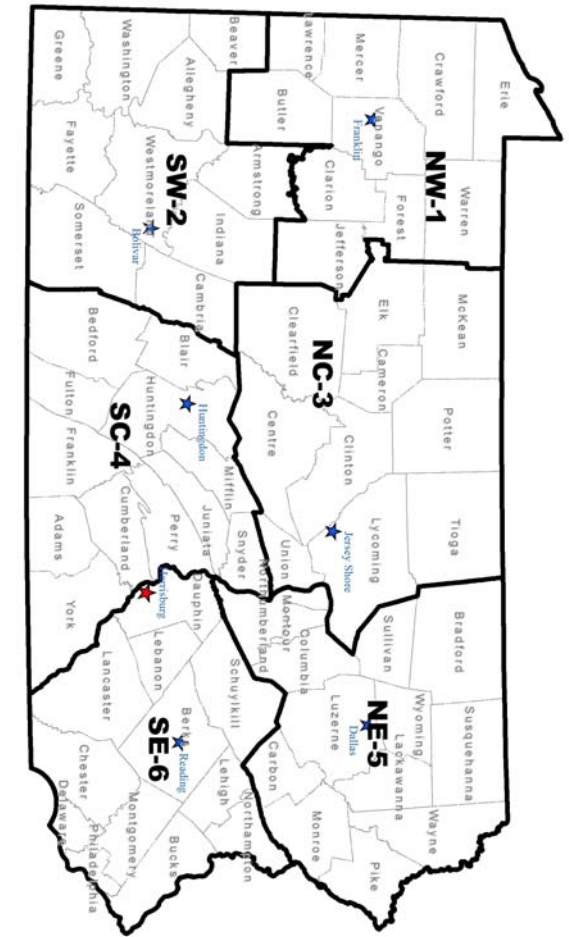 Erie
Crawford
Mercer
Lawrence
Venango
Franklin
Butler
NW-1
Warren
Forest
Clarion
Jefferson
Beaver
Allegheny
Washington
Greene
Armstrong
SW-2
Westmoreland
Fayette
Indiana
Bolivar
Somerset
Cambria
McKean
Elk
Cameron
NC-3
Clearfield
Potter
Clinton
Centre
Tioga
Lycoming
Jersey Shore
Union
Blair
Bedford
Huntingdon
Huntingdon
SC-4
Fulton
Franklin
Mifflin
Juniata
Snyder
Perry
Cumberland
Adams
York
Northumberland
Montour
Columbia
Bradford
Sullivan
Susquehanna
Wyoming
NE-5
Lackawanna
Dallas
Luzerne
Wayne
Carbon
Monroe
Pike
Dauphin
Harrisburg
Lebanon
Lancaster
Schuylkill
Berks
Reading
SE-6
Lehigh
Northampton
Chester
Montgomery
Bucks
Delaware
Philadelphia